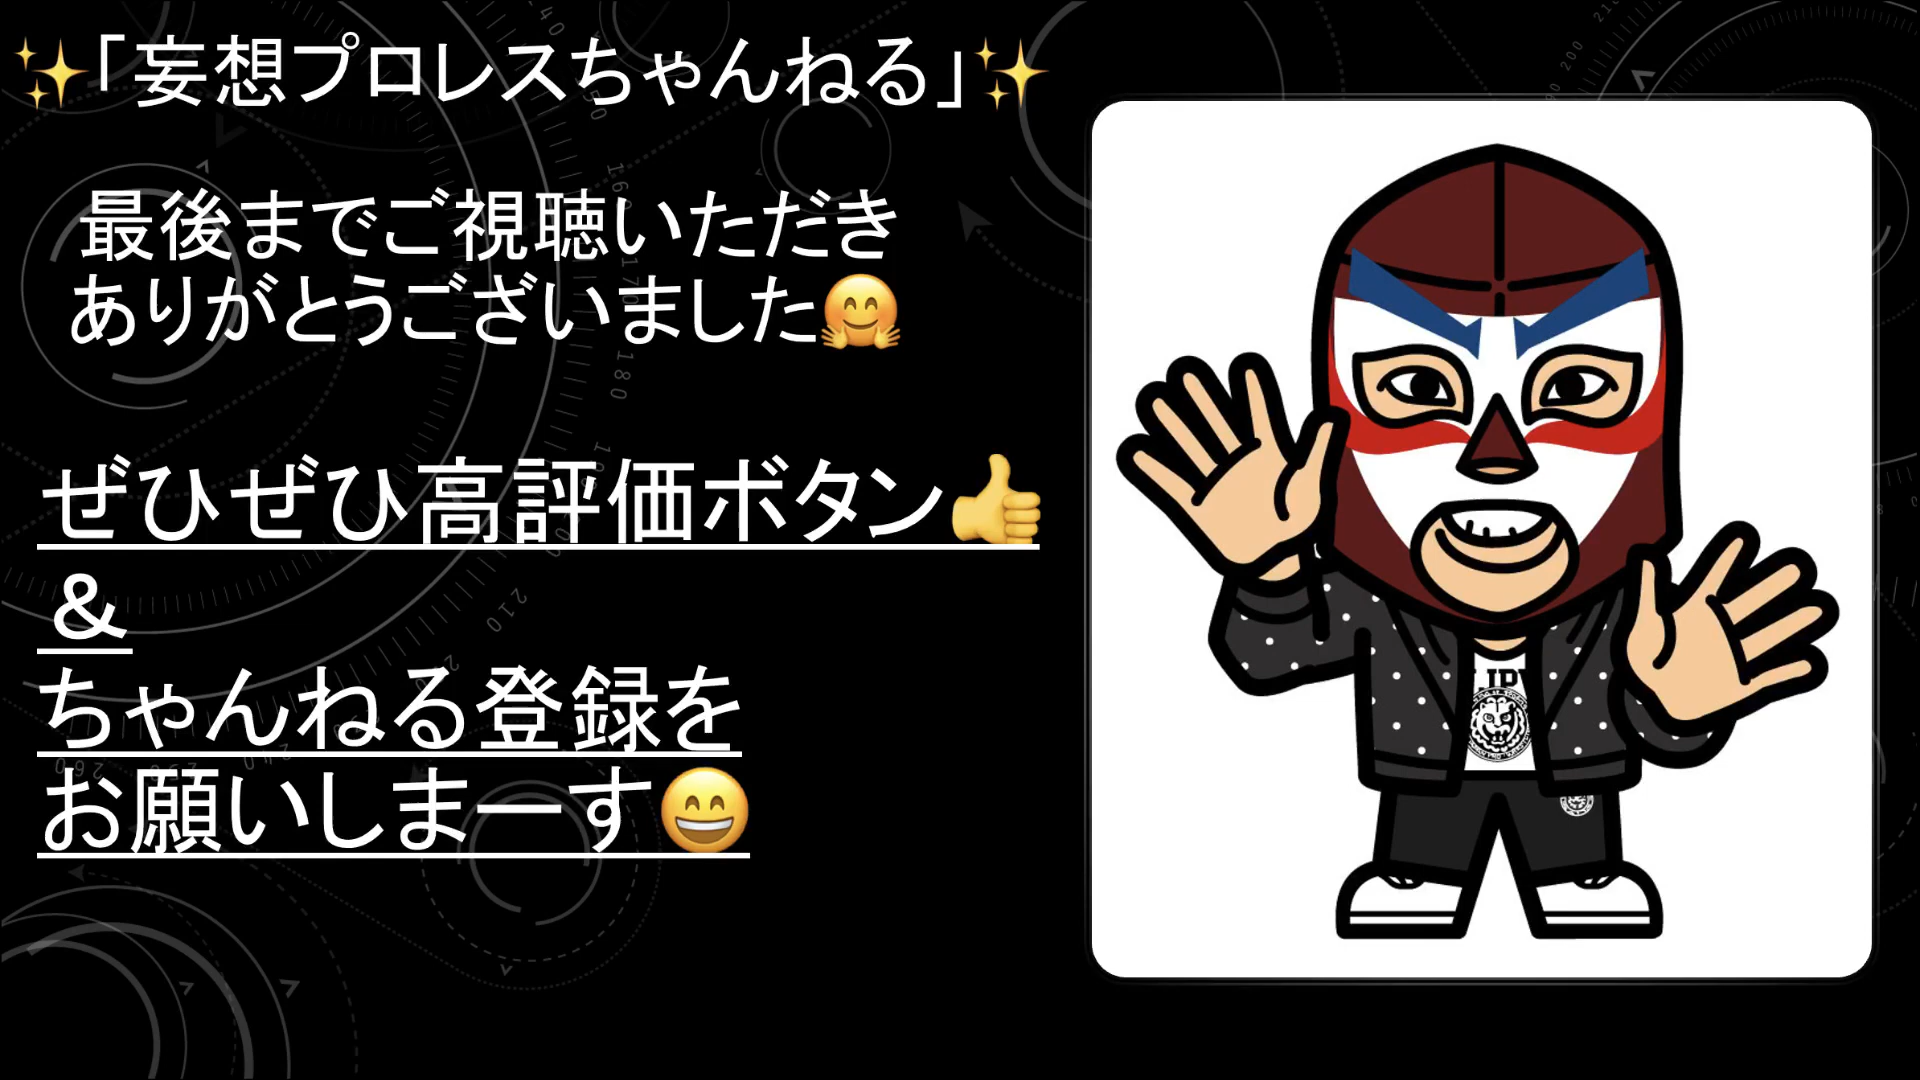 ✨「妄想プロレスちゃんねる」✨
最後までご視聴いただき
ありがとうございました🤗
ぜひぜひ高評価ボタン👍
&
ちゃんねる登録を
お願いしまーす😄